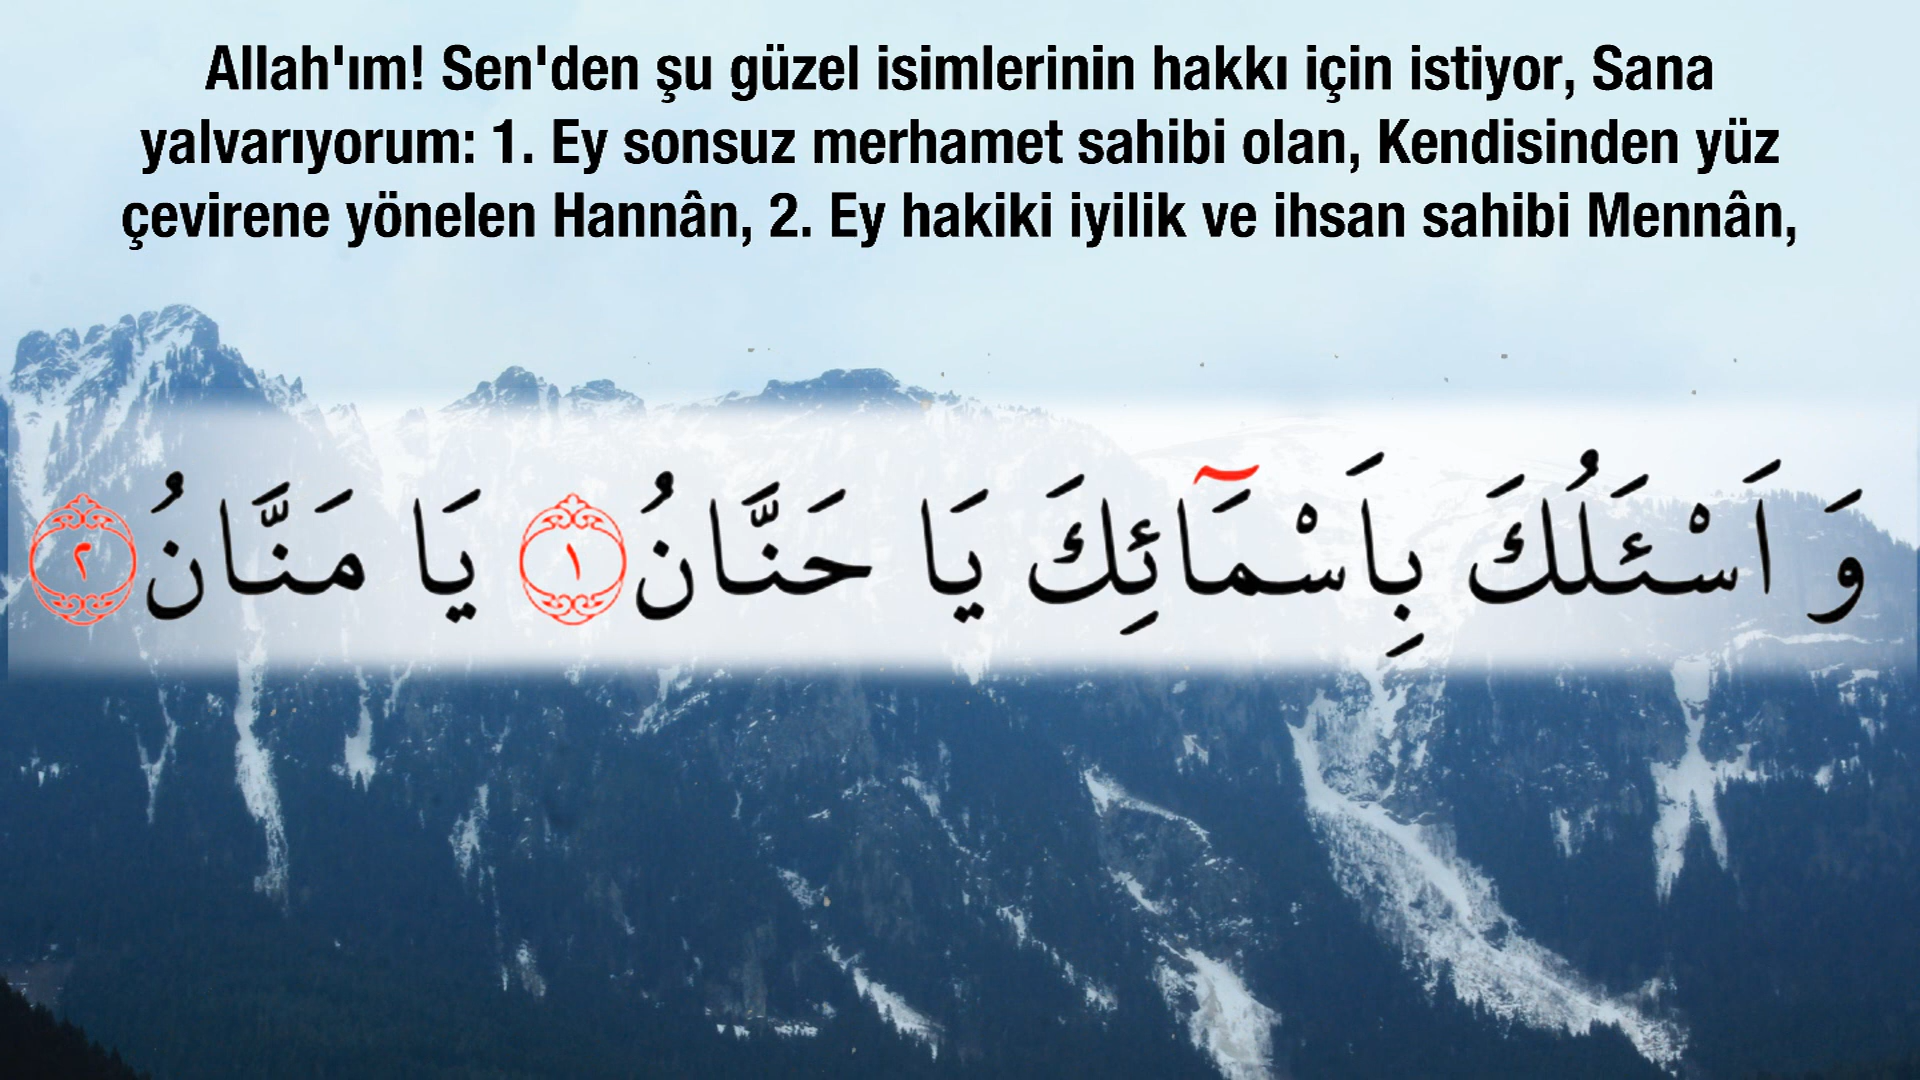 Allah'ım! Sen'den şu güzel isimlerinin hakkı için istiyor, Sana
yalvarıyorum: 1. Ey sonsuz merhamet sahibi olan, Kendisinden yüz
çevirene yönelen Hannân, 2. Ey hakiki iyilik ve ihsan sahibi Mennân,
وَ اَسْئَلُكَ بِاَسْمَٓائِكَ يَا حَنَّانُ ١ يَا مَنَّانُ ٢